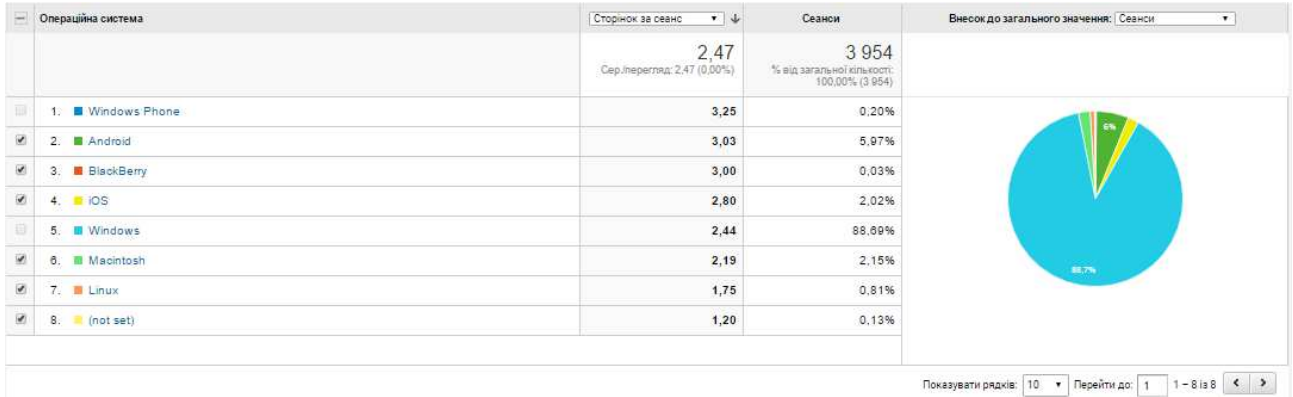 Операційна система Сторінок за сеанс Сеанси Внесок до загального значення: Сеанси
2,47 3 954
Сер./перегляд: 2,47 (0,00%) % від загальної кількості:
100,00% (3 954)
1. Windows Phone 3,25 0,20%
2. Android 3,03 5,97%
3. BlackBerry 3,00 0,03%
4. iOS 2,80 2,02%
5. Windows 2,44 88,69%
6. Macintosh 2,19 2,15%
7. Linux 1,75 0,81%
8. (not set) 1,20 0,13%
6%
88,7%
Показувати рядків: 10 Перейти до: 1 1 – 8 із 8